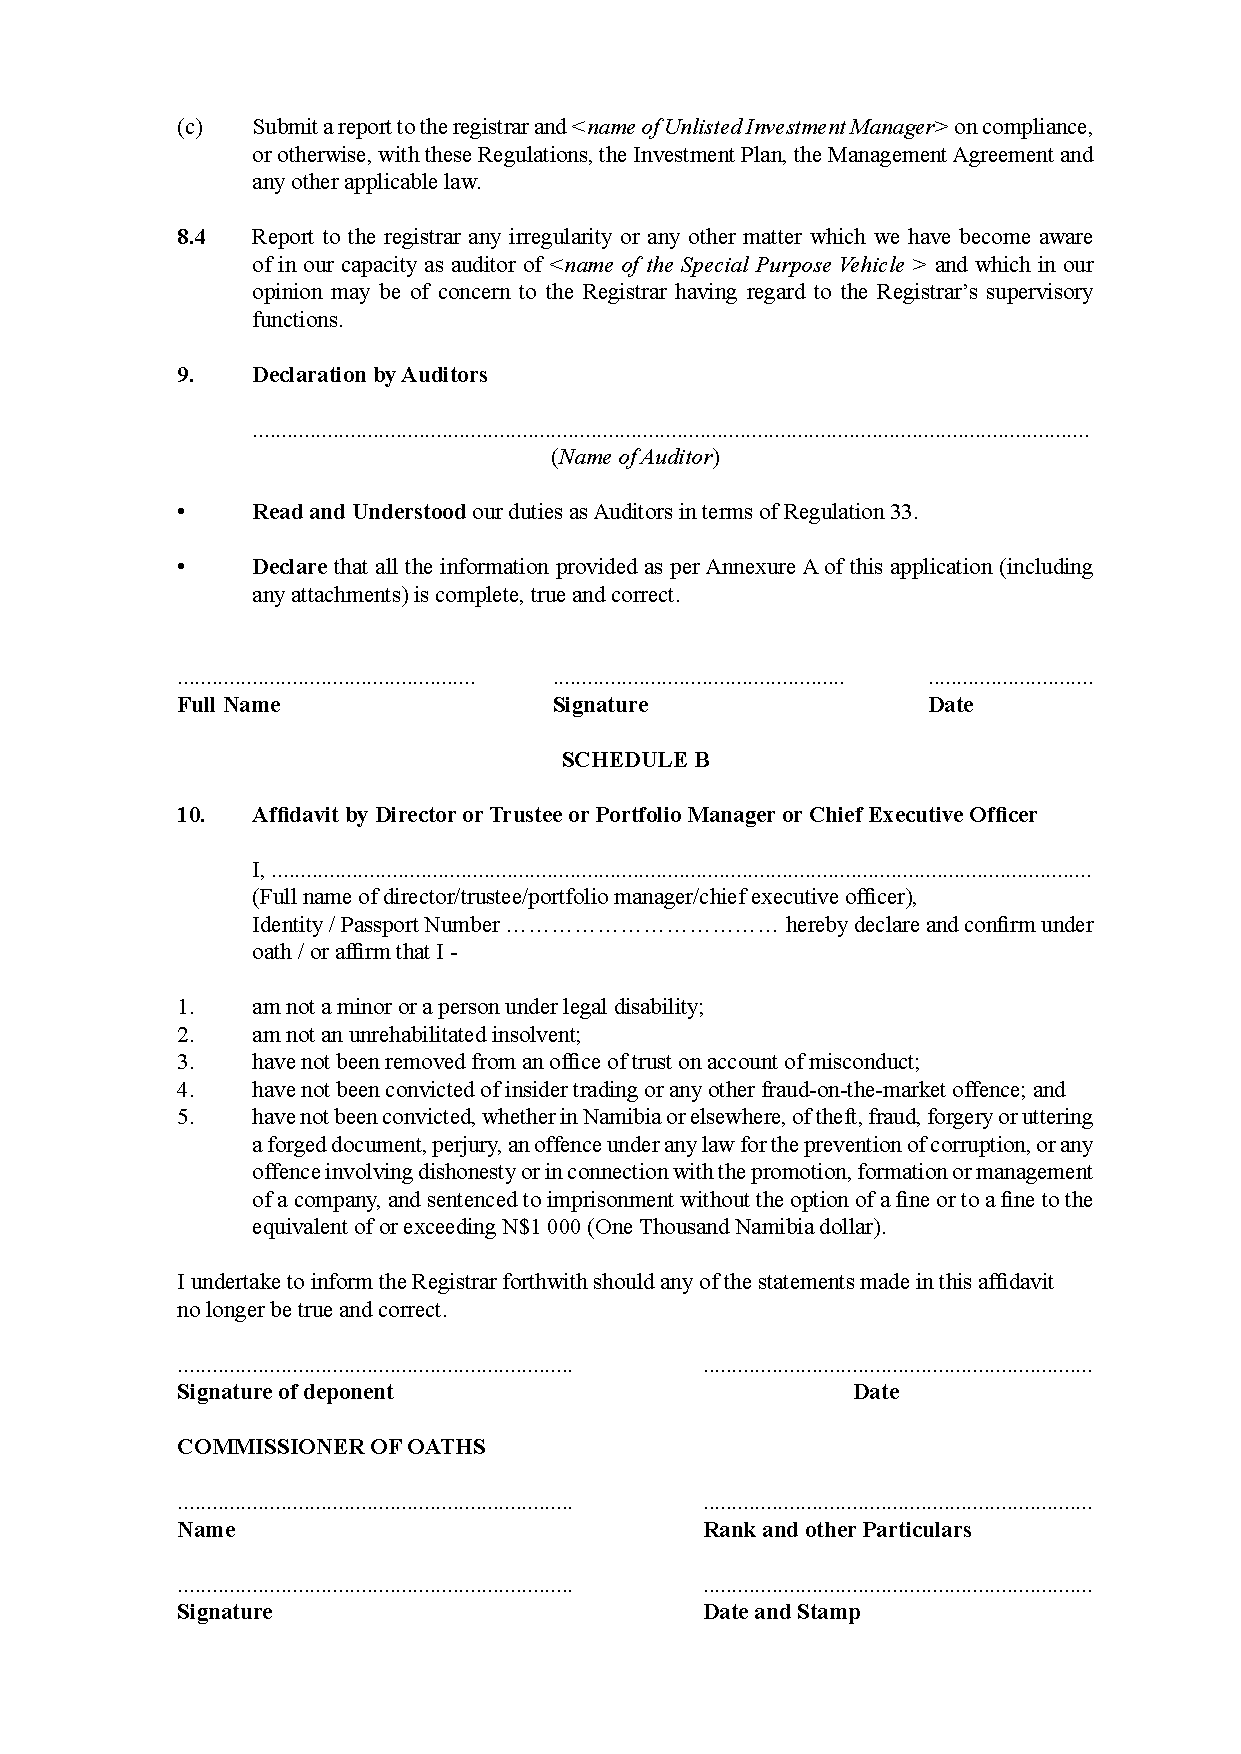 (c) Submit a report to the registrar and <name of Unlisted Investment Manager> on compliance,
or otherwise, with these Regulations, the Investment Plan, the Management Agreement and
any other applicable law.
8.4 Report to the registrar any irregularity or any other matter which we have become aware
of in our capacity as auditor of <name of the Special Purpose Vehicle > and which in our
opinion may be of concern to the Registrar having regard to the Registrar’s supervisory
functions.
9. Declaration by Auditors
..................................................................................................................................................
(Name of Auditor)
• Read and Understood our duties as Auditors in terms of Regulation 33.
• Declare that all the information provided as per Annexure A of this application (including
any attachments) is complete, true and correct.
.................................................... ................................................... .............................
Full Name Signature Date
SCHEDULE B
10. Affidavit by Director or Trustee or Portfolio Manager or Chief Executive Officer
I, ...............................................................................................................................................
(Full name of director/trustee/portfolio manager/chief executive officer),
Identity / Passport Number ……………………………… hereby declare and confirm under
oath / or affirm that I -
1. am not a minor or a person under legal disability;
2. am not an unrehabilitated insolvent;
3. have not been removed from an office of trust on account of misconduct;
4. have not been convicted of insider trading or any other fraud-on-the-market offence; and
5. have not been convicted, whether in Namibia or elsewhere, of theft, fraud, forgery or uttering
a forged document, perjury, an offence under any law for the prevention of corruption, or any
offence involving dishonesty or in connection with the promotion, formation or management
of a company, and sentenced to imprisonment without the option of a fine or to a fine to the
equivalent of or exceeding N$1 000 (One Thousand Namibia dollar).
I undertake to inform the Registrar forthwith should any of the statements made in this affidavit
no longer be true and correct.
..................................................................... ....................................................................
Signature of deponent Date
COMMISSIONER OF OATHS
..................................................................... ....................................................................
Name Rank and other Particulars
..................................................................... ....................................................................
Signature Date and Stamp